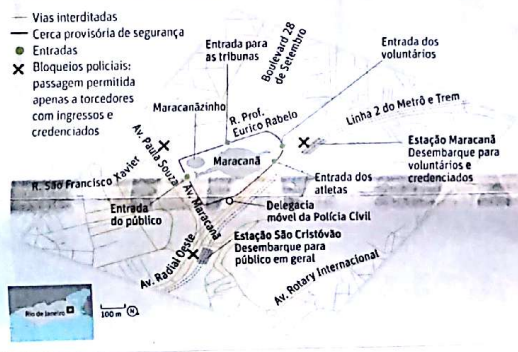 Vias interditadas
Cerca provisória de segurança
Entradas
Bloqueios policiais:
passagem permitida
apenas a torcedores
com ingressos e
credenciados
Entrada para
as tribunas
Boulevard 28
de Setembro
Entrada dos
voluntários
Maracanãzinho
R. Prof.
Eurico Rabelo
Linha 2 do Metrô e Trem
Av. Paula Souza
Maracanã
Estação Maracanã
Desembarque para
voluntários e
credenciados
R. São Francisco Xavier
Entrada dos
atletas
Entrada
do público
Av. Maracanã
Delegacia
móvel da Polícia Civil
Estação São Cristóvão
Desembarque para
público em geral
Av. Radial Oeste
Av. Rotary Internacional
Rio de Janeiro
100 m
N